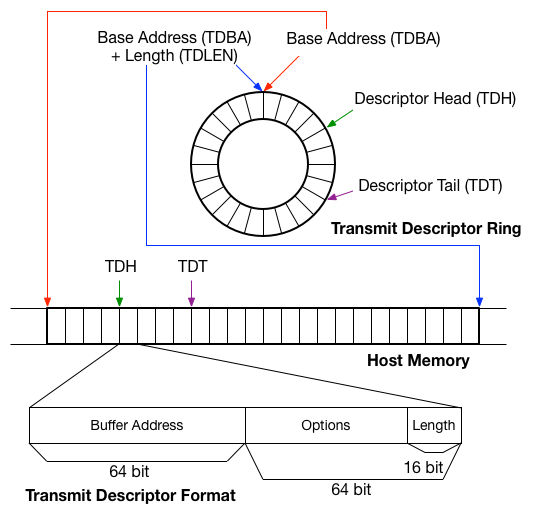 Base Address (TDBA)
+ Length (TDLEN)
Base Address (TDBA)
Descriptor Head (TDH)
Descriptor Tail (TDT)
Transmit Descriptor Ring
TDH
TDT
Host Memory
Buffer Address
Options
Length
64 bit
16 bit
64 bit
Transmit Descriptor Format